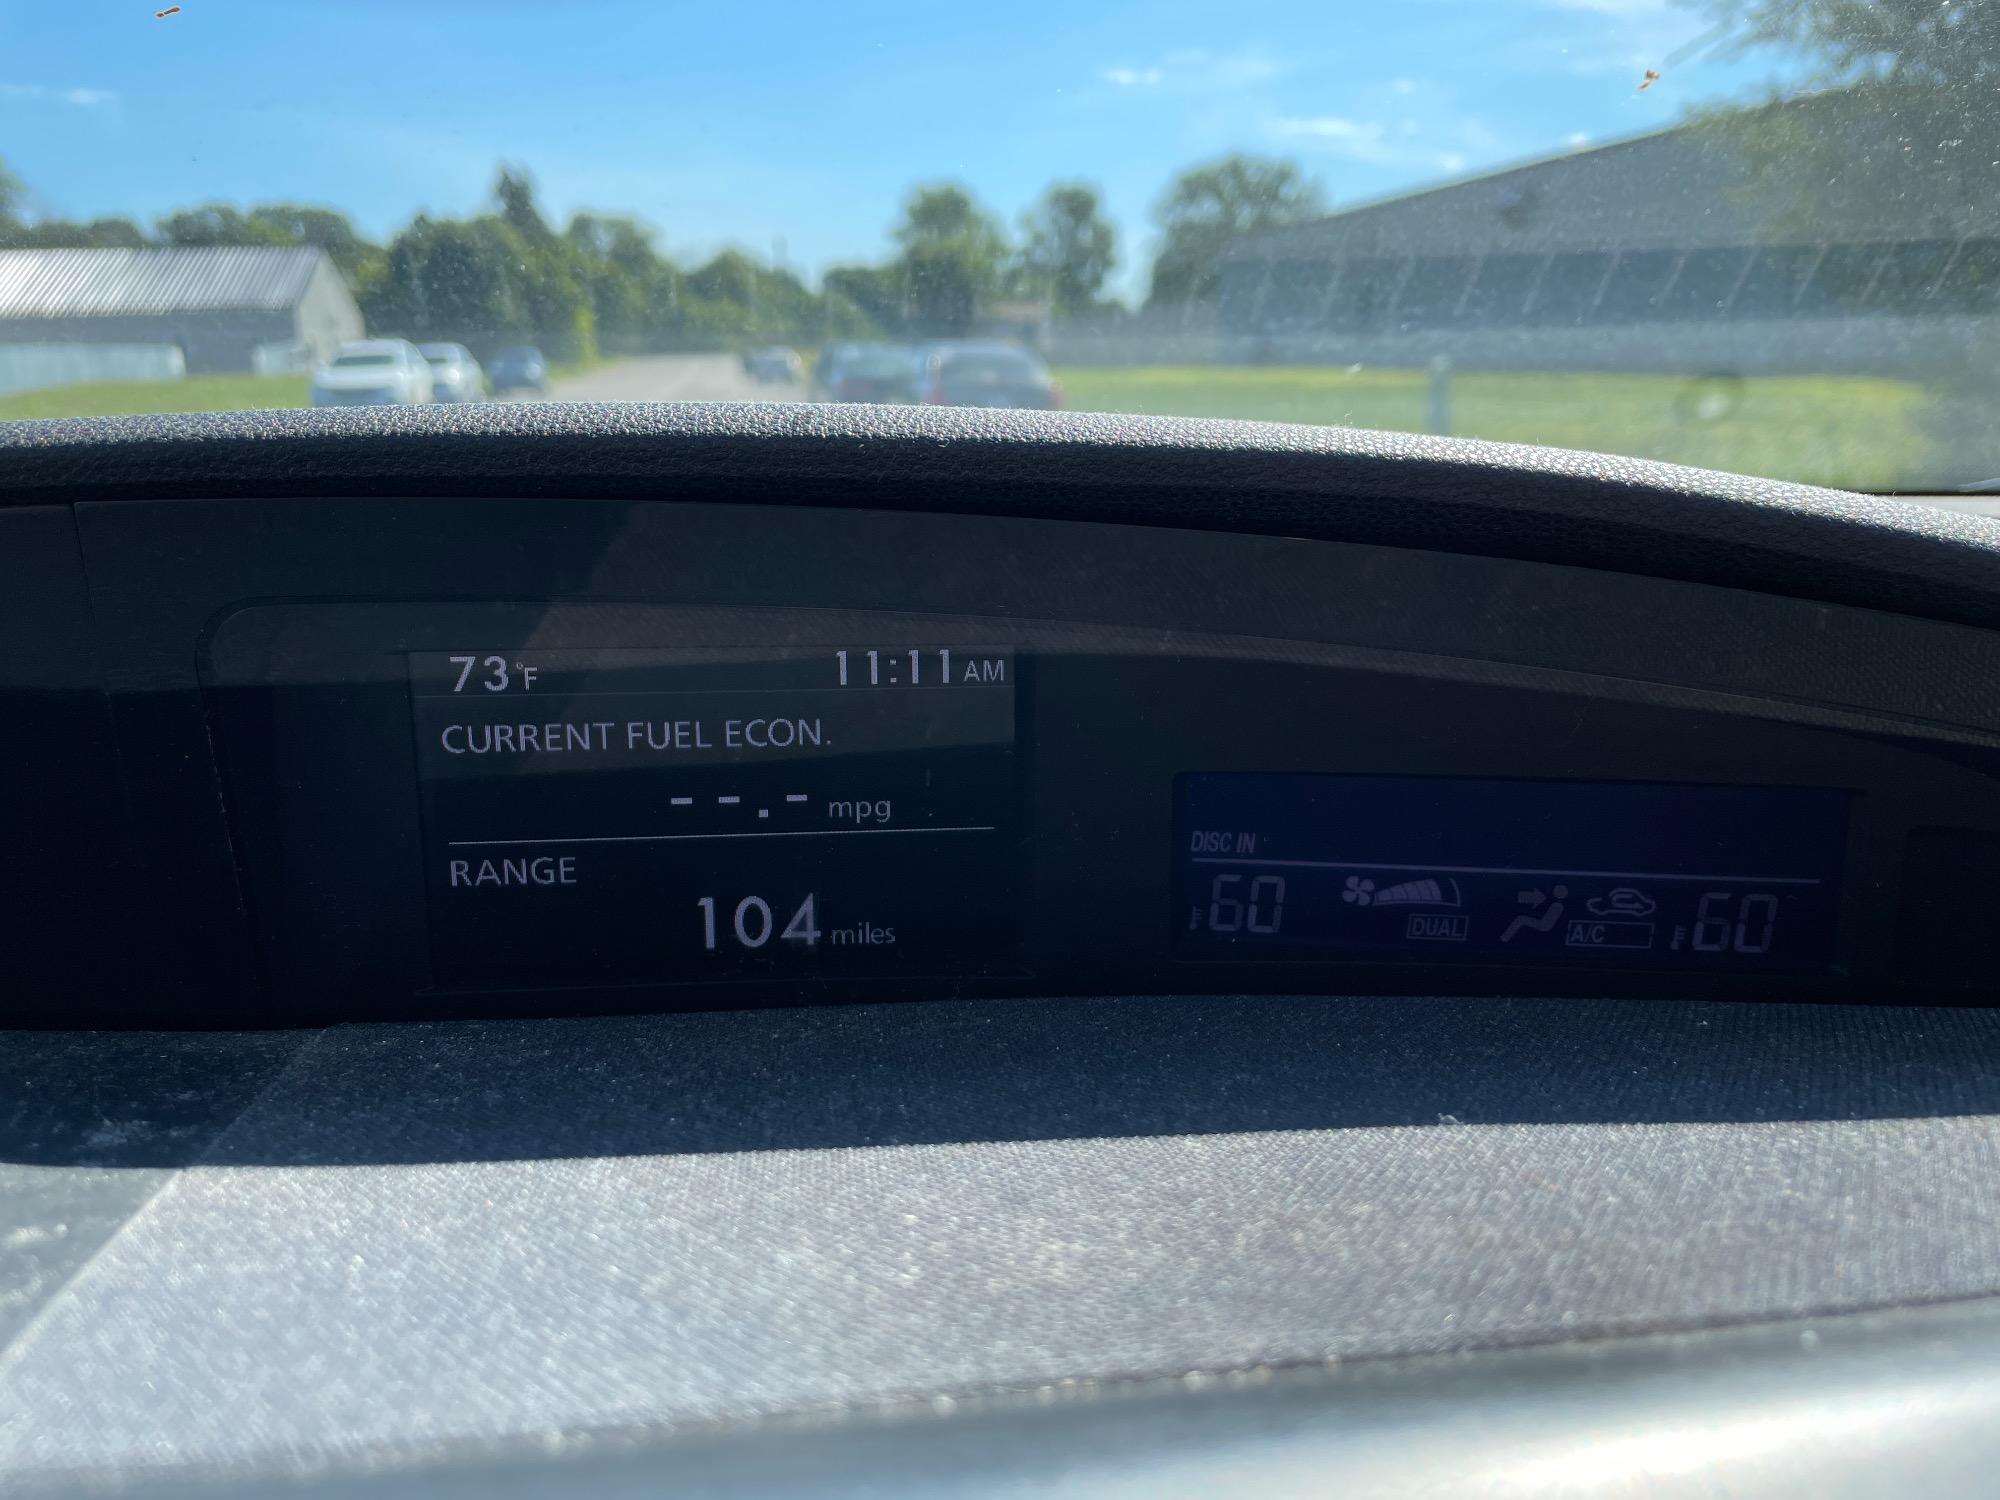 73°F 11:11 AM
CURRENT FUEL ECON.
--.- mpg
RANGE
104 miles
DISC IN
60 DUAL A/C 60